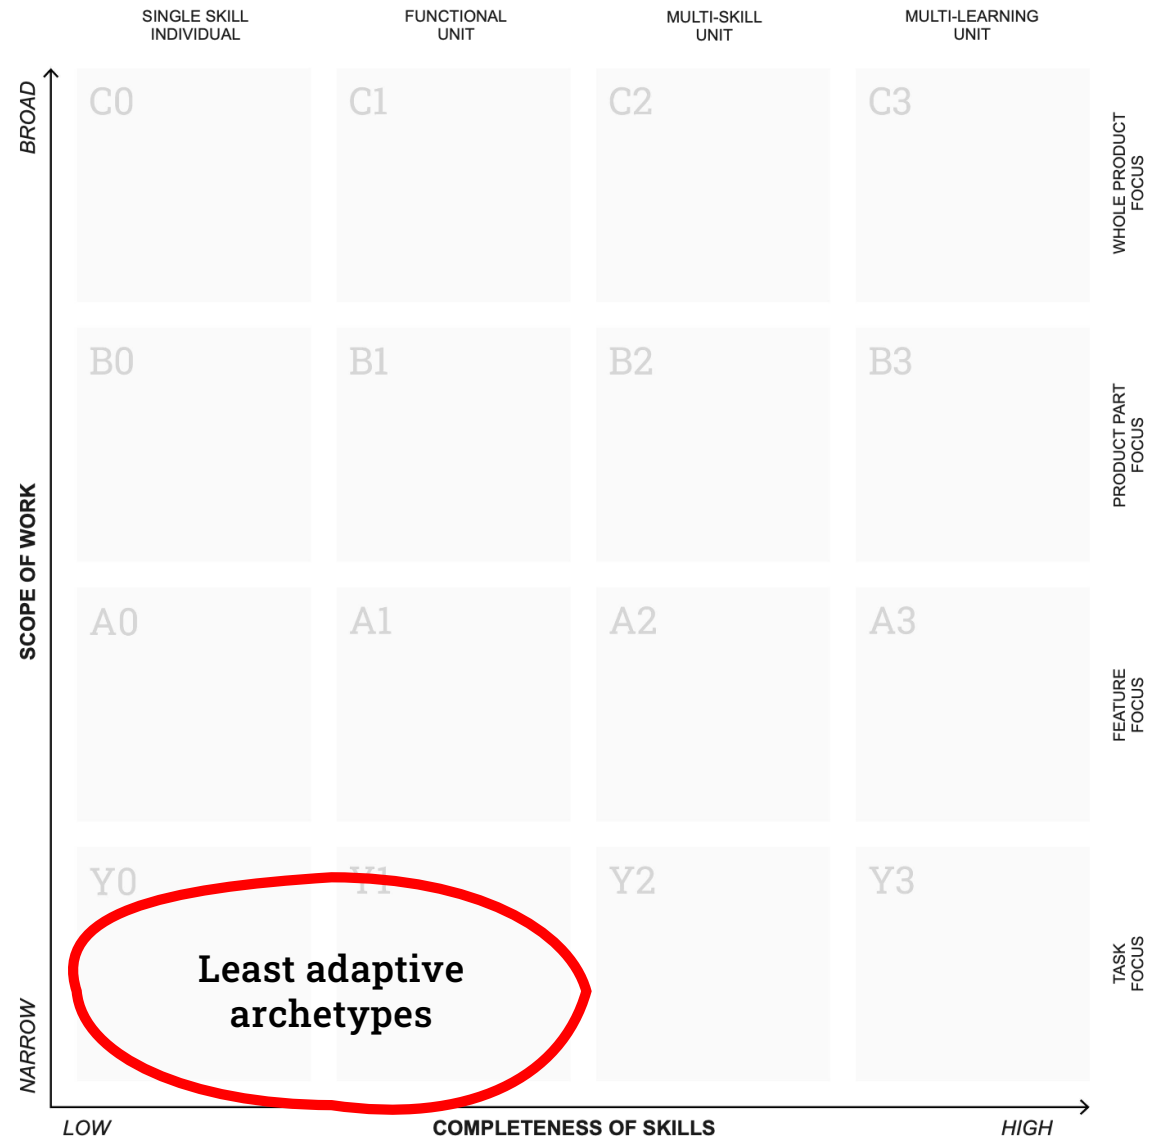 SINGLE SKILL
INDIVIDUAL
FUNCTIONAL
UNIT
MULTI-SKILL
UNIT
MULTI-LEARNING
UNIT
BROAD
C0
C1
C2
C3
WHOLE PRODUCT
FOCUS
B0
B1
B2
B3
PRODUCT PART
FOCUS
SCOPE OF WORK
A0
A1
A2
A3
FEATURE
FOCUS
Y0
Y1
Y2
Y3
Least adaptive
archetypes
TASK
FOCUS
NARROW
LOW
COMPLETENESS OF SKILLS
HIGH